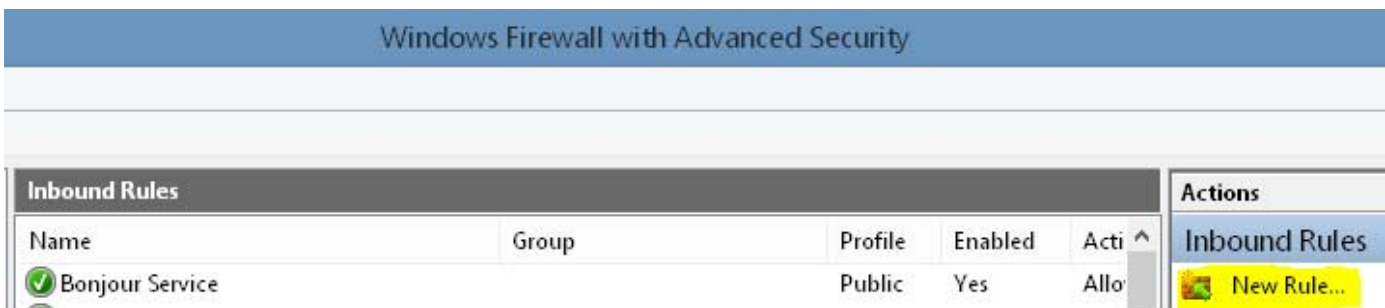 Windows Firewall with Advanced Security
Inbound Rules
Actions
Name Group Profile Enabled Acti
Inbound Rules
Bonjour Service Public Yes Allo
New Rule...